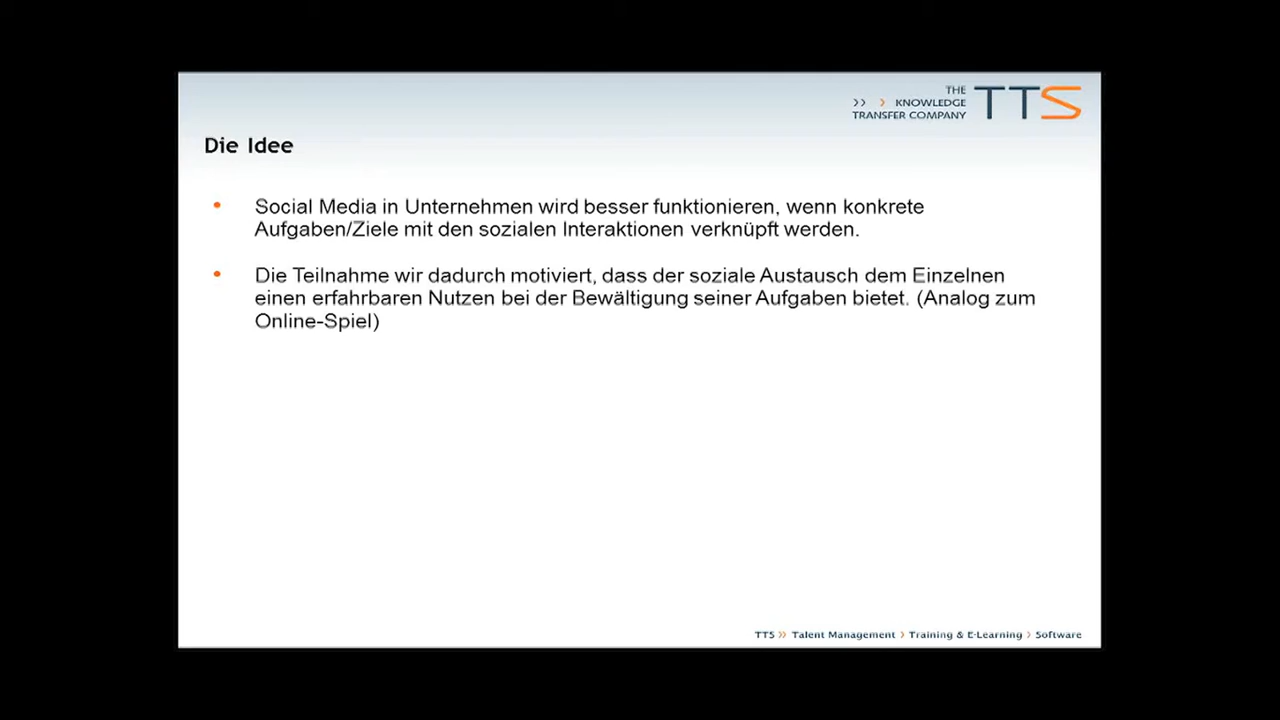 THE
>> > KNOWLEDGE
TRANSFER COMPANY
TTS
Die Idee
• Social Media in Unternehmen wird besser funktionieren, wenn konkrete
Aufgaben/Ziele mit den sozialen Interaktionen verknüpft werden.
• Die Teilnahme wir dadurch motiviert, dass der soziale Austausch dem Einzelnen
einen erfahrbaren Nutzen bei der Bewältigung seiner Aufgaben bietet. (Analog zum
Online-Spiel)
TTS >> Talent Management > Training & E-Learning > Software